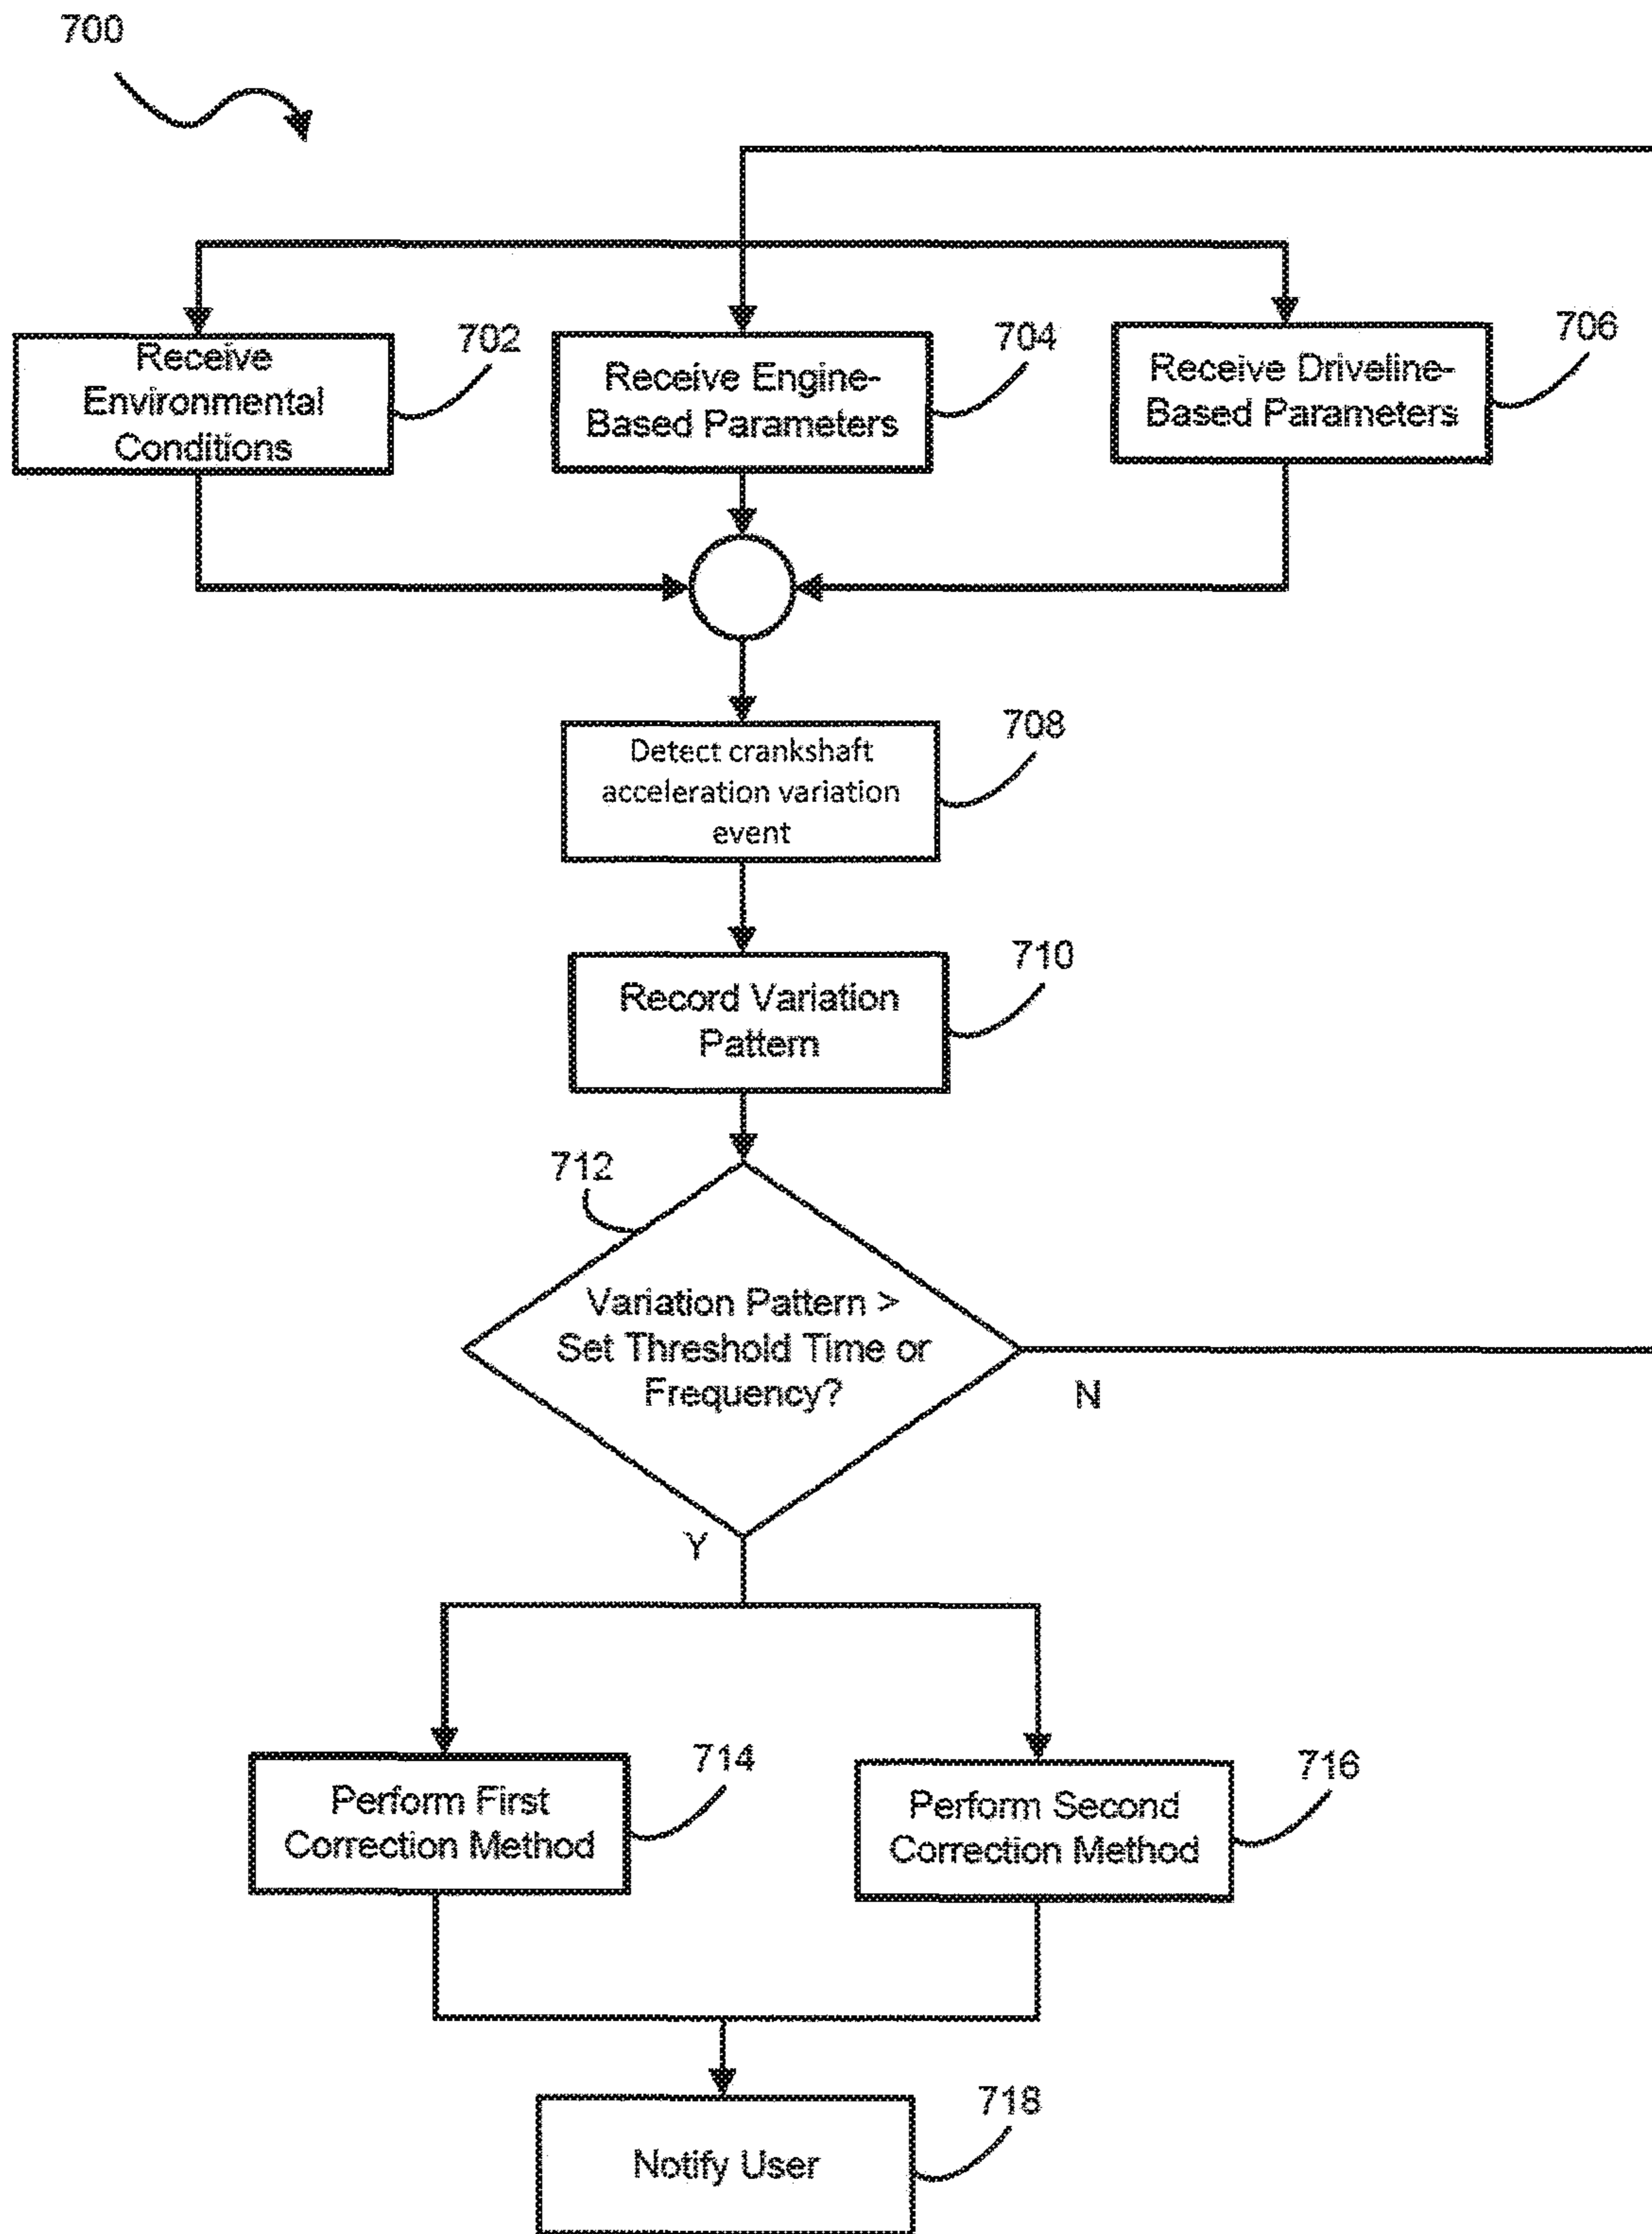 700
Receive
Environmental
Conditions
702
Receive Engine-
Based Parameters
704
Receive Driveline-
Based Parameters
706
Detect crankshaft
acceleration variation
event
708
Record Variation
Pattern
710
712
Variation Pattern >
Set Threshold Time or
Frequency?
N
Y
Perform First
Correction Method
714
Perform Second
Correction Method
716
Notify User
718